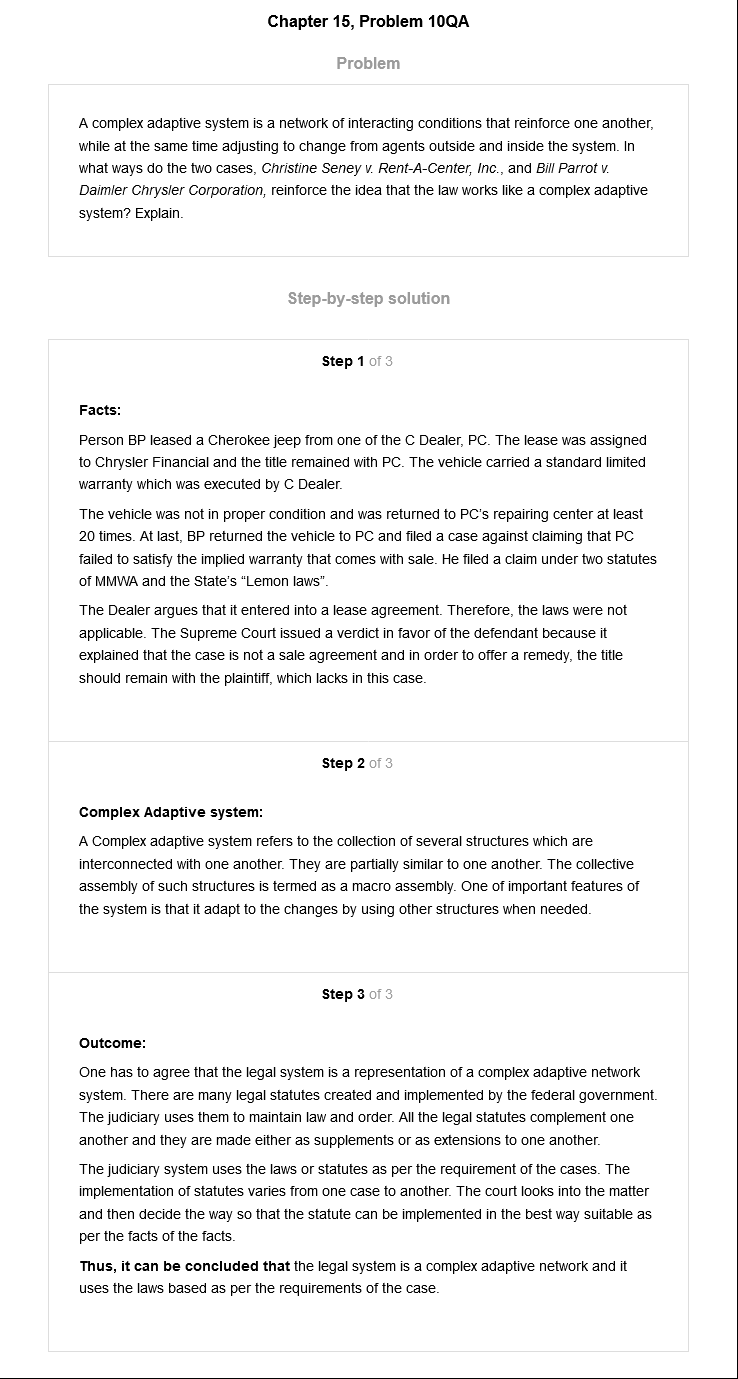 Chapter 15, Problem 10QA
Problem
A complex adaptive system is a network of interacting conditions that reinforce one another,
while at the same time adjusting to change from agents outside and inside the system. In
what ways do the two cases, Christine Seney v. Rent-A-Center, Inc., and Bill Parrot v.
Daimler Chrysler Corporation, reinforce the idea that the law works like a complex adaptive
system? Explain.
Step-by-step solution
Step 1 of 3
Facts:
Person BP leased a Cherokee jeep from one of the C Dealer, PC. The lease was assigned
to Chrysler Financial and the title remained with PC. The vehicle carried a standard limited
warranty which was executed by C Dealer.
The vehicle was not in proper condition and was returned to PC's repairing center at least
20 times. At last, BP returned the vehicle to PC and filed a case against claiming that PC
failed to satisfy the implied warranty that comes with sale. He filed a claim under two statutes
of MMWA and the State's “Lemon laws”.
The Dealer argues that it entered into a lease agreement. Therefore, the laws were not
applicable. The Supreme Court issued a verdict in favor of the defendant because it
explained that the case is not a sale agreement and in order to offer a remedy, the title
should remain with the plaintiff, which lacks in this case.
Step 2 of 3
Complex Adaptive system:
A Complex adaptive system refers to the collection of several structures which are
interconnected with one another. They are partially similar to one another. The collective
assembly of such structures is termed as a macro assembly. One of important features of
the system is that it adapt to the changes by using other structures when needed.
Step 3 of 3
Outcome:
One has to agree that the legal system is a representation of a complex adaptive network
system. There are many legal statutes created and implemented by the federal government.
The judiciary uses them to maintain law and order. All the legal statutes complement one
another and they are made either as supplements or as extensions to one another.
The judiciary system uses the laws or statutes as per the requirement of the cases. The
implementation of statutes varies from one case to another. The court looks into the matter
and then decide the way so that the statute can be implemented in the best way suitable as
per the facts of the facts.
Thus, it can be concluded that the legal system is a complex adaptive network and it
uses the laws based as per the requirements of the case.